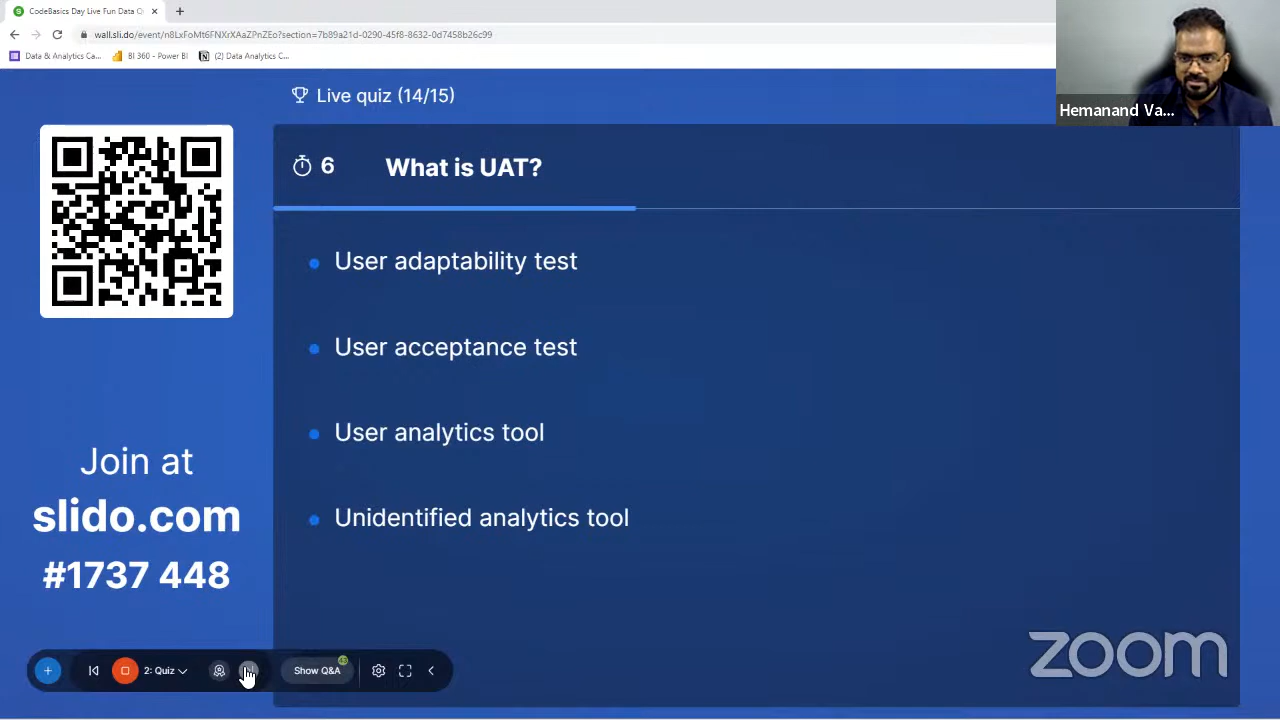 CodeBasics Day Live Fun Data Q
wall.sli.do/event/n8LxFoMt6FNXrXAaZPnZEo?section=7b89a21d-0290-45f8-8632-0d7458b26c99
Data & Analytics Ca...
BI 360 - Power BI
(2) Data Analytics C...
Hemanand Va...
Live quiz (14/15)
6
What is UAT?
User adaptability test
User acceptance test
User analytics tool
Unidentified analytics tool
Join at
slido.com
#1737 448
2: Quiz
Show Q&A
zoom